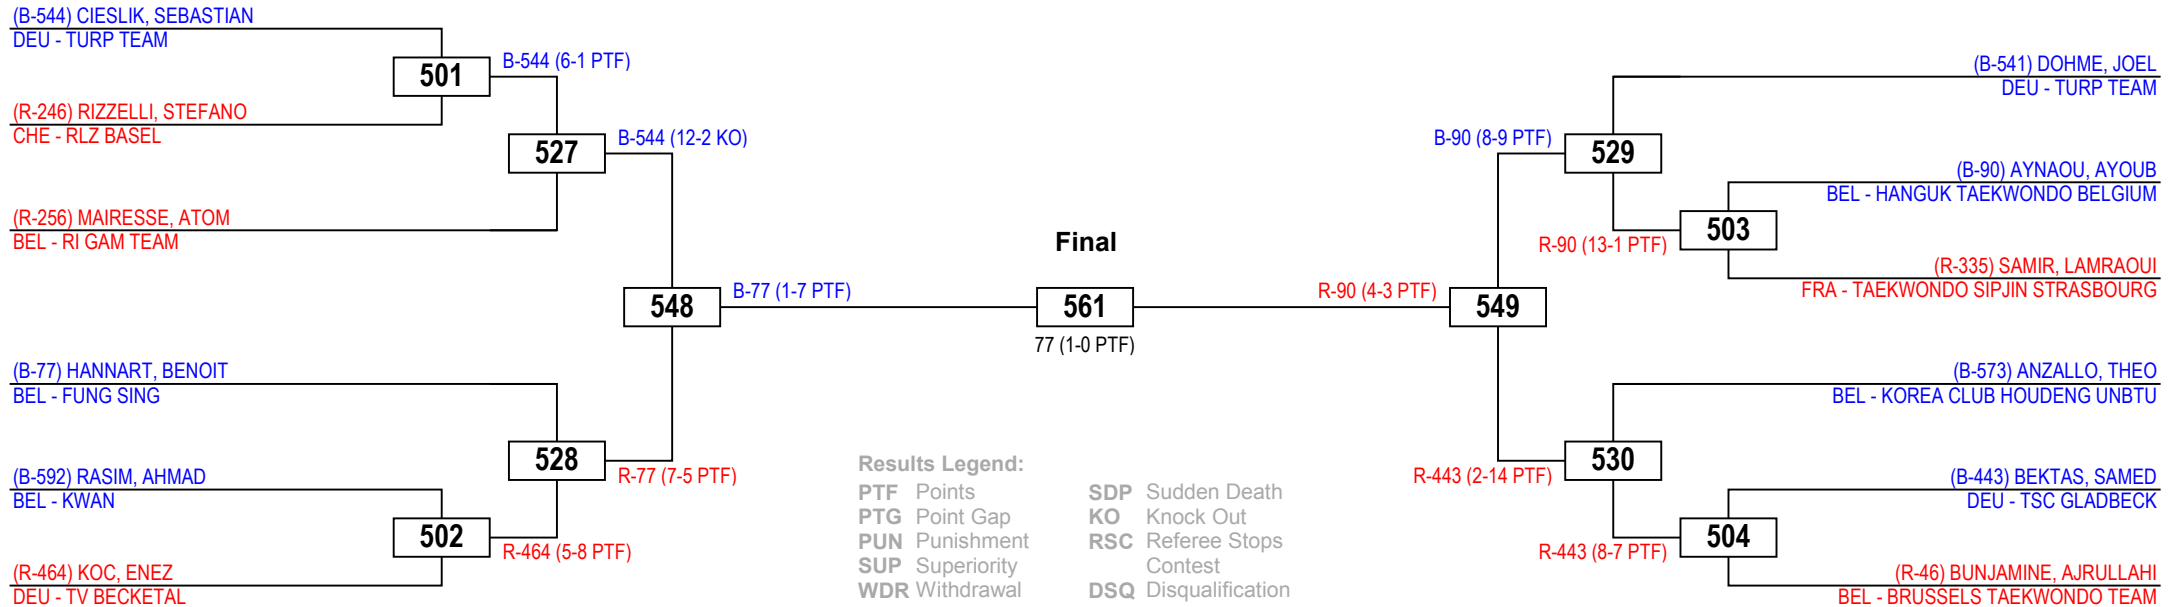 (B-544) CIESLIK, SEBASTIAN
DEU - TURP TEAM
501
B-544 (6-1 PTF)
(R-246) RIZZELLI, STEFANO
CHE - RLZ BASEL
527
B-544 (12-2 KO)
(R-256) MAIRESSE, ATOM
BEL - RI GAM TEAM
548
B-77 (1-7 PTF)
(B-77) HANNART, BENOIT
BEL - FUNG SING
528
R-77 (7-5 PTF)
(B-592) RASIM, AHMAD
BEL - KWAN
502
R-464 (5-8 PTF)
(R-464) KOC, ENEZ
DEU - TV BECKETAL
Final
561
77 (1-0 PTF)
(B-541) DOHME, JOEL
DEU - TURP TEAM
B-90 (8-9 PTF)
529
(B-90) AYNAOU, AYOUB
BEL - HANGUK TAEKWONDO BELGIUM
R-90 (13-1 PTF)
503
(R-335) SAMIR, LAMRAOUI
FRA - TAEKWONDO SIPJIN STRASBOURG
R-90 (4-3 PTF)
549
(B-573) ANZALLO, THEO
BEL - KOREA CLUB HOUDENG UNBTU
R-443 (2-14 PTF)
530
(B-443) BEKTAS, SAMED
DEU - TSC GLADBECK
R-443 (8-7 PTF)
504
(R-46) BUNJAMINE, AJRULLAHI
BEL - BRUSSELS TAEKWONDO TEAM
Results Legend:
PTF Points
PTG Point Gap
PUN Punishment
SUP Superiority
WDR Withdrawal
SDP Sudden Death
KO Knock Out
RSC Referee Stops
Contest
DSQ Disqualification